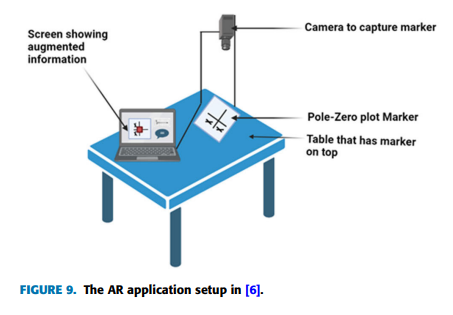 Screen showing
augmented
information
Camera to capture marker
Pole-Zero plot Marker
Table that has marker
on top
FIGURE 9. The AR application setup in [6].